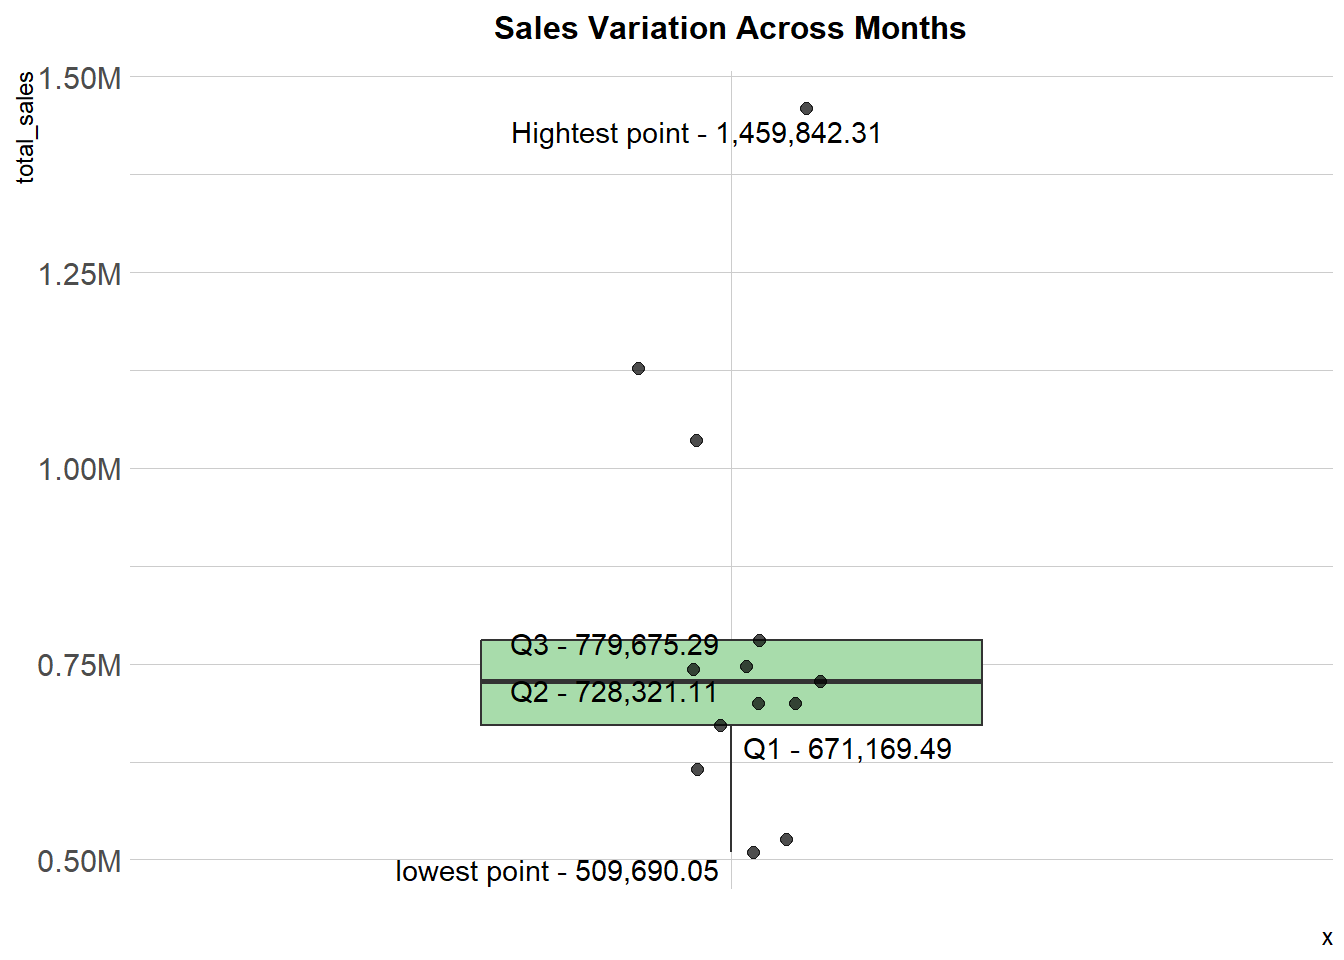 Sales Variation Across Months
total_sales
1.50M
Hightest point - 1,459,842.31
1.25M
1.00M
Q3 - 779,675.29
0.75M
Q2 - 728,321.11
Q1 - 671,169.49
0.50M
lowest point - 509,690.05
x